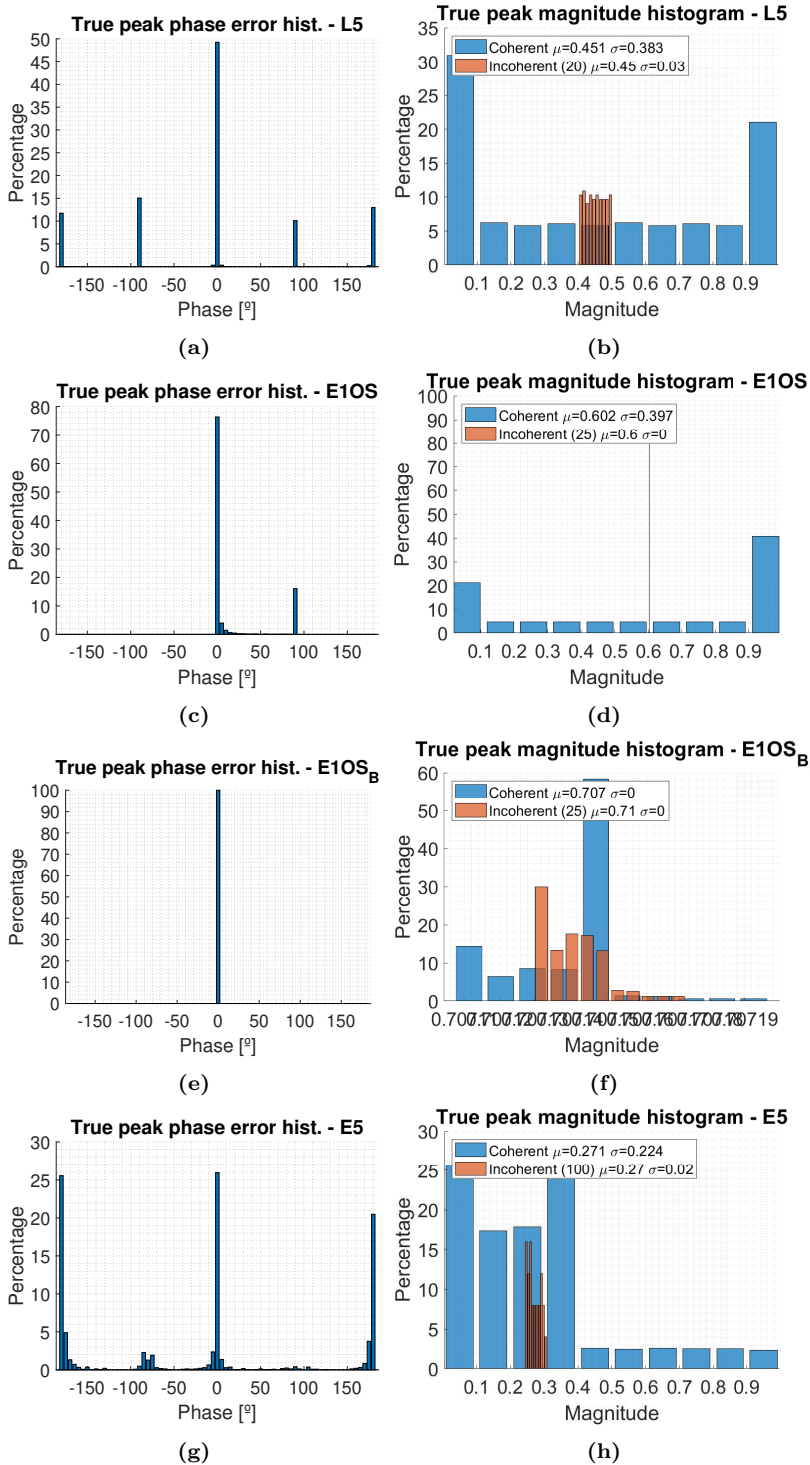 True peak phase error hist. - L5
50
45
40
35
30
25
20
15
10
5
0
Percentage
-150 -100 -50 0 50 100 150
Phase [º]
(a)
True peak magnitude histogram - L5
35
30
25
20
15
10
5
0
Percentage
Coherent μ=0.451 σ=0.383
Incoherent (20) μ=0.45 σ=0.03
0.1 0.2 0.3 0.4 0.5 0.6 0.7 0.8 0.9
Magnitude
(b)
True peak phase error hist. - E1OS
80
70
60
50
40
30
20
10
0
Percentage
-150 -100 -50 0 50 100 150
Phase [º]
(c)
True peak magnitude histogram - E1OS
100
90
80
70
60
50
40
30
20
10
0
Percentage
Coherent μ=0.602 σ=0.397
Incoherent (25) μ=0.6 σ=0
0.1 0.2 0.3 0.4 0.5 0.6 0.7 0.8 0.9
Magnitude
(d)
True peak phase error hist. - E1OSB
100
90
80
70
60
50
40
30
20
10
0
Percentage
-150 -100 -50 0 50 100 150
Phase [º]
(e)
True peak magnitude histogram - E1OSB
60
50
40
30
20
10
0
Percentage
Coherent μ=0.707 σ=0
Incoherent (25) μ=0.71 σ=0
Magnitude
(f)
True peak phase error hist. - E5
30
25
20
15
10
5
0
Percentage
-150 -100 -50 0 50 100 150
Phase [º]
(g)
True peak magnitude histogram - E5
30
25
20
15
10
5
0
Percentage
Coherent μ=0.271 σ=0.224
Incoherent (100) μ=0.27 σ=0.02
0.1 0.2 0.3 0.4 0.5 0.6 0.7 0.8 0.9
Magnitude
(h)